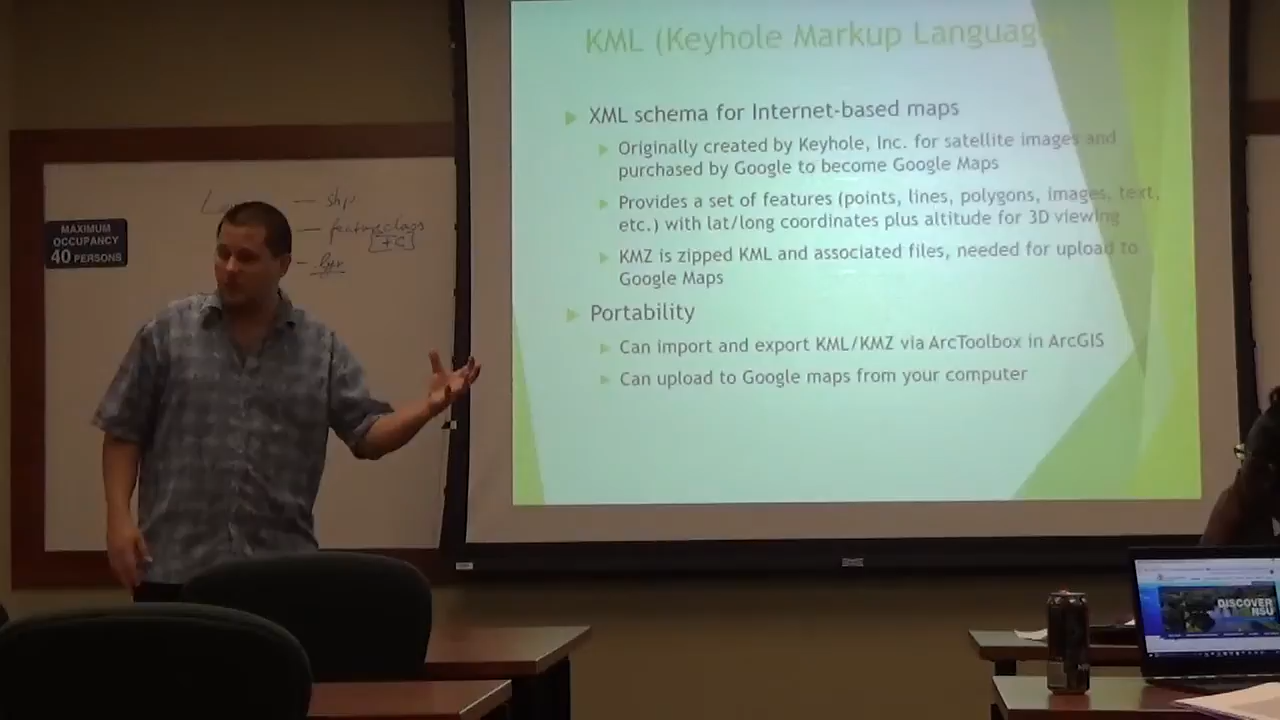 KML (Keyhole Markup Language)
XML schema for Internet-based maps
Originally created by Keyhole, Inc. for satellite images and
purchased by Google to become Google Maps
Provides a set of features (points, lines, polygons, images, text,
etc.) with lat/long coordinates plus altitude for 3D viewing
KMZ is zipped KML and associated files, needed for upload to
Google Maps
Portability
Can import and export KML/KMZ via ArcToolbox in ArcGIS
Can upload to Google maps from your computer
— shp
— feature class
- lyr
MAXIMUM
OCCUPANCY
40 PERSONS
DISCOVER
NSU